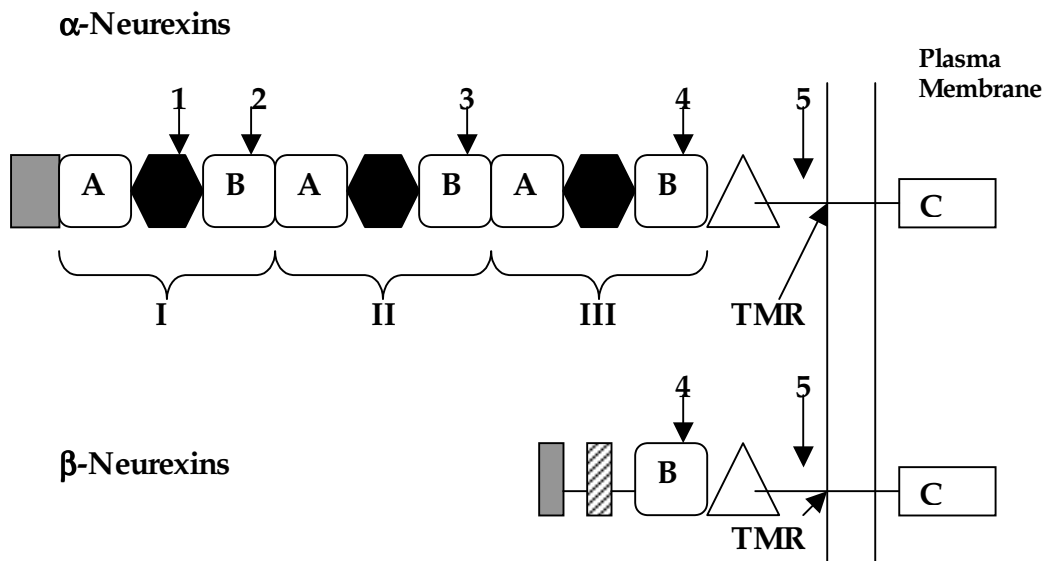 α-Neurexins
Plasma
Membrane
1 2 3 4 5
A B A B A B C
I II III TMR
4 5
β-Neurexins B C
TMR